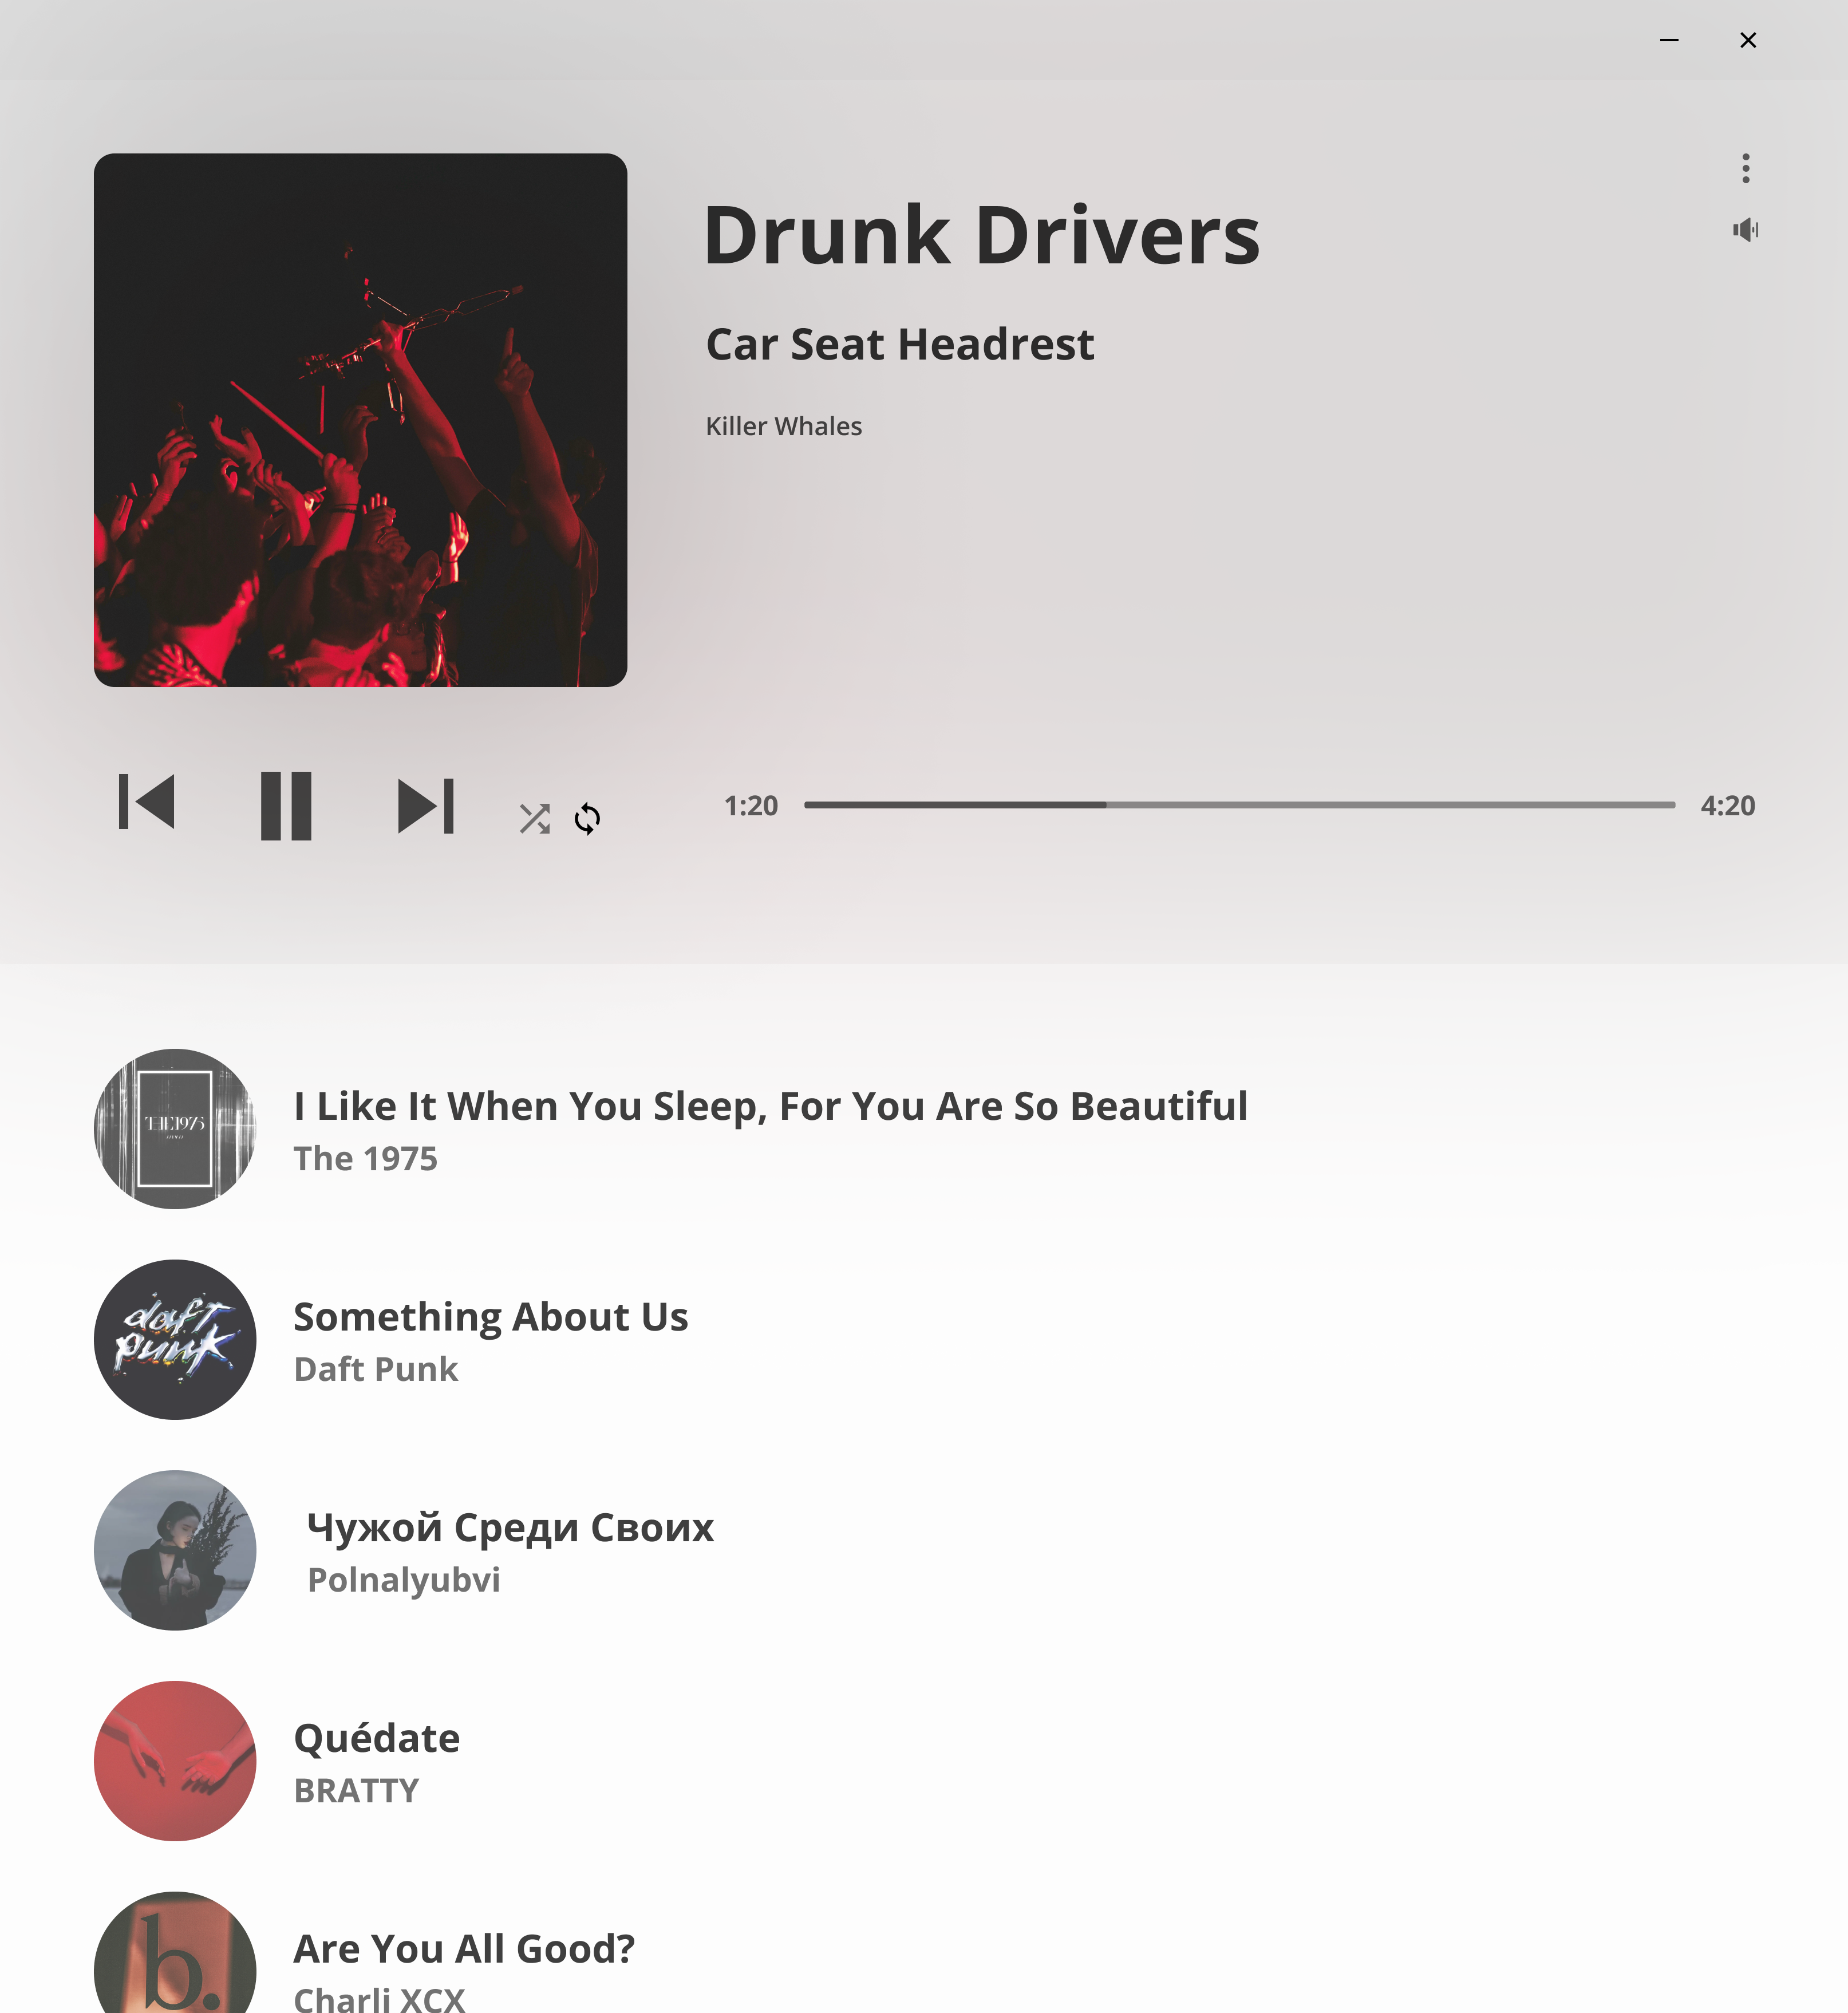 Drunk Drivers
Car Seat Headrest
Killer Whales
1:20
4:20
THE 1975
I Like It When You Sleep, For You Are So Beautiful
The 1975
daft
punk
Something About Us
Daft Punk
Чужой Среди Своих
Polnalyubvi
Quédate
BRATTY
b.
Are You All Good?
Charli XCX